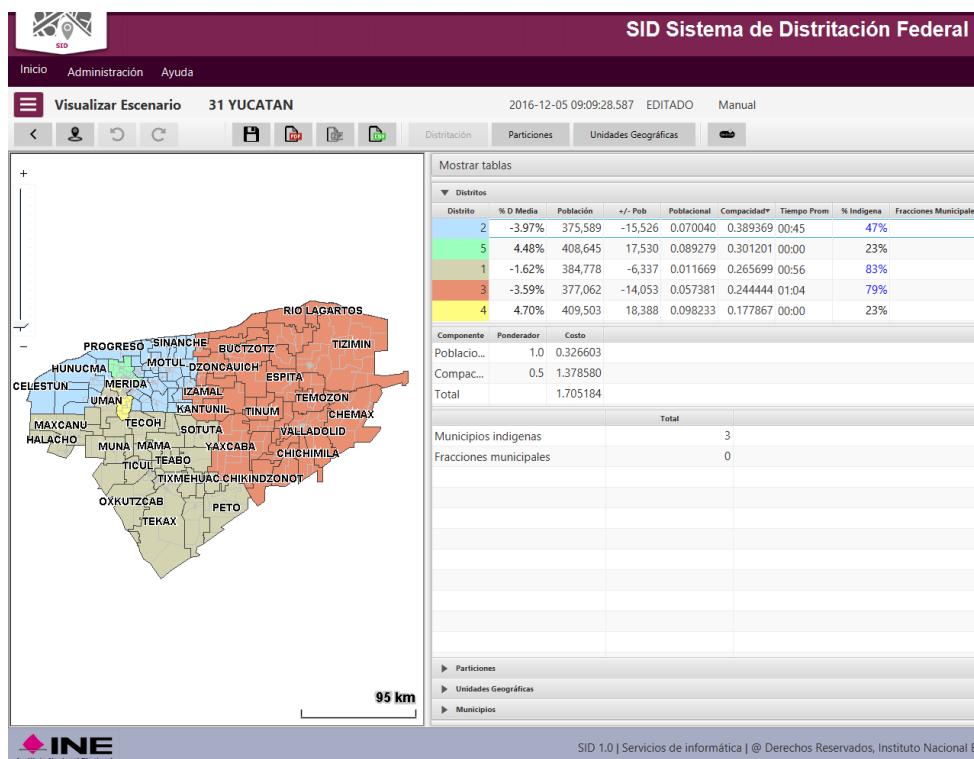 SID
SID Sistema de Distritación Federal
Inicio Administración Ayuda
Visualizar Escenario 31 YUCATAN 2016-12-05 09:09:28.587 EDITADO Manual
Distritación Particiones Unidades Geográficas
Mostrar tablas
Distritos
Distrito % D Media Población +/- Pob Poblacional Compacidad Tiempo Prom % Indigena Fracciones Municipale
2 -3.97% 375,589 -15,526 0.070040 0.389369 00:45 47%
5 4.48% 408,645 17,530 0.089279 0.301201 00:00 23%
1 -1.62% 384,778 -6,337 0.011669 0.265699 00:56 83%
3 -3.59% 377,062 -14,053 0.057381 0.244444 01:04 79%
4 4.70% 409,503 18,388 0.098233 0.177867 00:00 23%
Componente Ponderador Costo
Poblacio... 1.0 0.326603
Compac... 0.5 1.378580
Total 1.705184
Total
Municipios indigenas 3
Fracciones municipales 0
Particiones
Unidades Geográficas
Municipios
+
−
RIO LAGARTOS
PROGRESO SINANCHE BUCTZOTZ TIZIMIN
HUNUCMA MOTUL DZONCAUICH
CELESTUN MERIDA ESPITA
UMAN IZAMAL TEMOZON
KANTUNIL TINUM CHEMAX
MAXCANU TECOH SOTUTA VALLADOLID
HALACHO MUNA MAMA YAXCABA CHICHIMILA
TICUL TEABO
TIXMEHUAC CHIKINDZONOT
OXKUTZCAB PETO
TEKAX
95 km
INE
SID 1.0 | Servicios de informática | @ Derechos Reservados, Instituto Nacional E